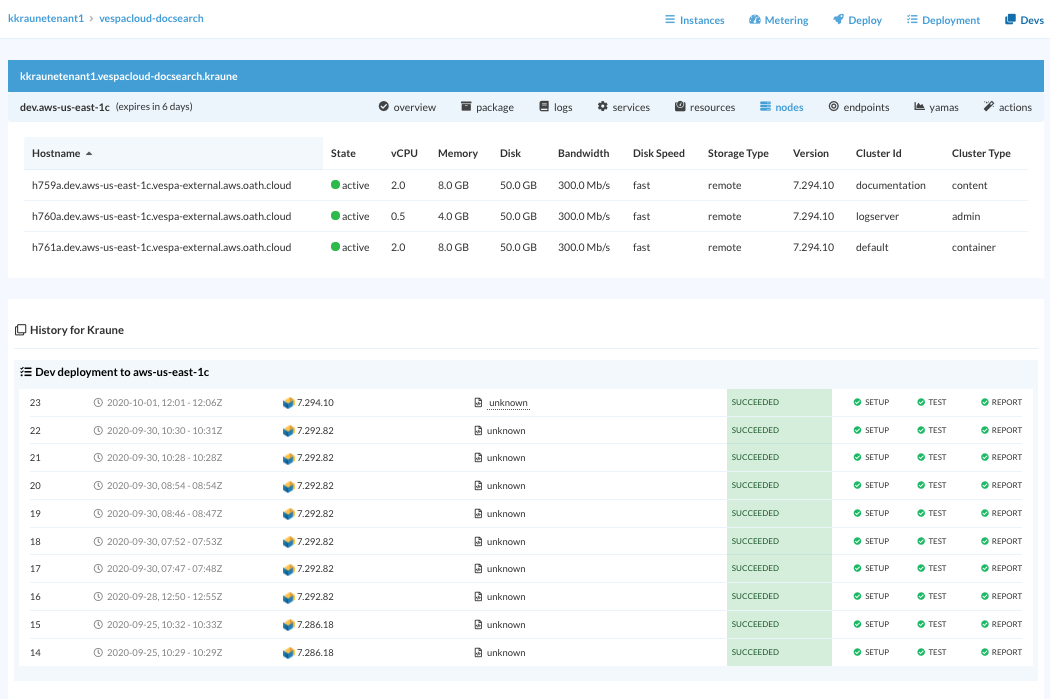 kkraunetenant1 › vespacloud-docsearch Instances Metering Deploy Deployment Devs
kkraunetenant1.vespacloud-docsearch.kraune
dev.aws-us-east-1c (expires in 6 days) overview package logs services resources nodes endpoints yamas actions
Hostname State vCPU Memory Disk Bandwidth Disk Speed Storage Type Version Cluster Id Cluster Type
h759a.dev.aws-us-east-1c.vespa-external.aws.oath.cloud active 2.0 8.0 GB 50.0 GB 300.0 Mb/s fast remote 7.294.10 documentation content
h760a.dev.aws-us-east-1c.vespa-external.aws.oath.cloud active 0.5 4.0 GB 50.0 GB 300.0 Mb/s fast remote 7.294.10 logserver admin
h761a.dev.aws-us-east-1c.vespa-external.aws.oath.cloud active 2.0 8.0 GB 50.0 GB 300.0 Mb/s fast remote 7.294.10 default container
History for Kraune
Dev deployment to aws-us-east-1c
23 2020-10-01, 12:01 - 12:06Z 7.294.10 unknown SUCCEEDED SETUP TEST REPORT
22 2020-09-30, 10:30 - 10:31Z 7.292.82 unknown SUCCEEDED SETUP TEST REPORT
21 2020-09-30, 10:28 - 10:28Z 7.292.82 unknown SUCCEEDED SETUP TEST REPORT
20 2020-09-30, 08:54 - 08:54Z 7.292.82 unknown SUCCEEDED SETUP TEST REPORT
19 2020-09-30, 08:46 - 08:47Z 7.292.82 unknown SUCCEEDED SETUP TEST REPORT
18 2020-09-30, 07:52 - 07:53Z 7.292.82 unknown SUCCEEDED SETUP TEST REPORT
17 2020-09-30, 07:47 - 07:48Z 7.292.82 unknown SUCCEEDED SETUP TEST REPORT
16 2020-09-28, 12:50 - 12:55Z 7.292.82 unknown SUCCEEDED SETUP TEST REPORT
15 2020-09-25, 10:32 - 10:33Z 7.286.18 unknown SUCCEEDED SETUP TEST REPORT
14 2020-09-25, 10:29 - 10:29Z 7.286.18 unknown SUCCEEDED SETUP TEST REPORT